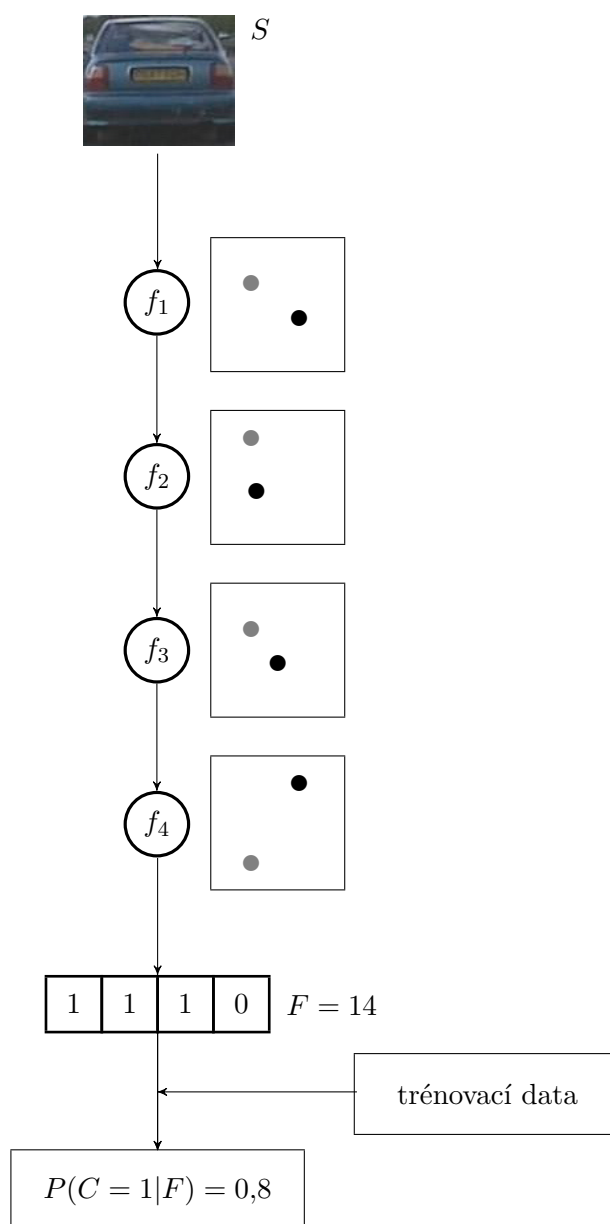 S
f₁
f₂
f₃
f₄
1 1 1 0 F = 14
trénovací data
P(C = 1|F) = 0,8